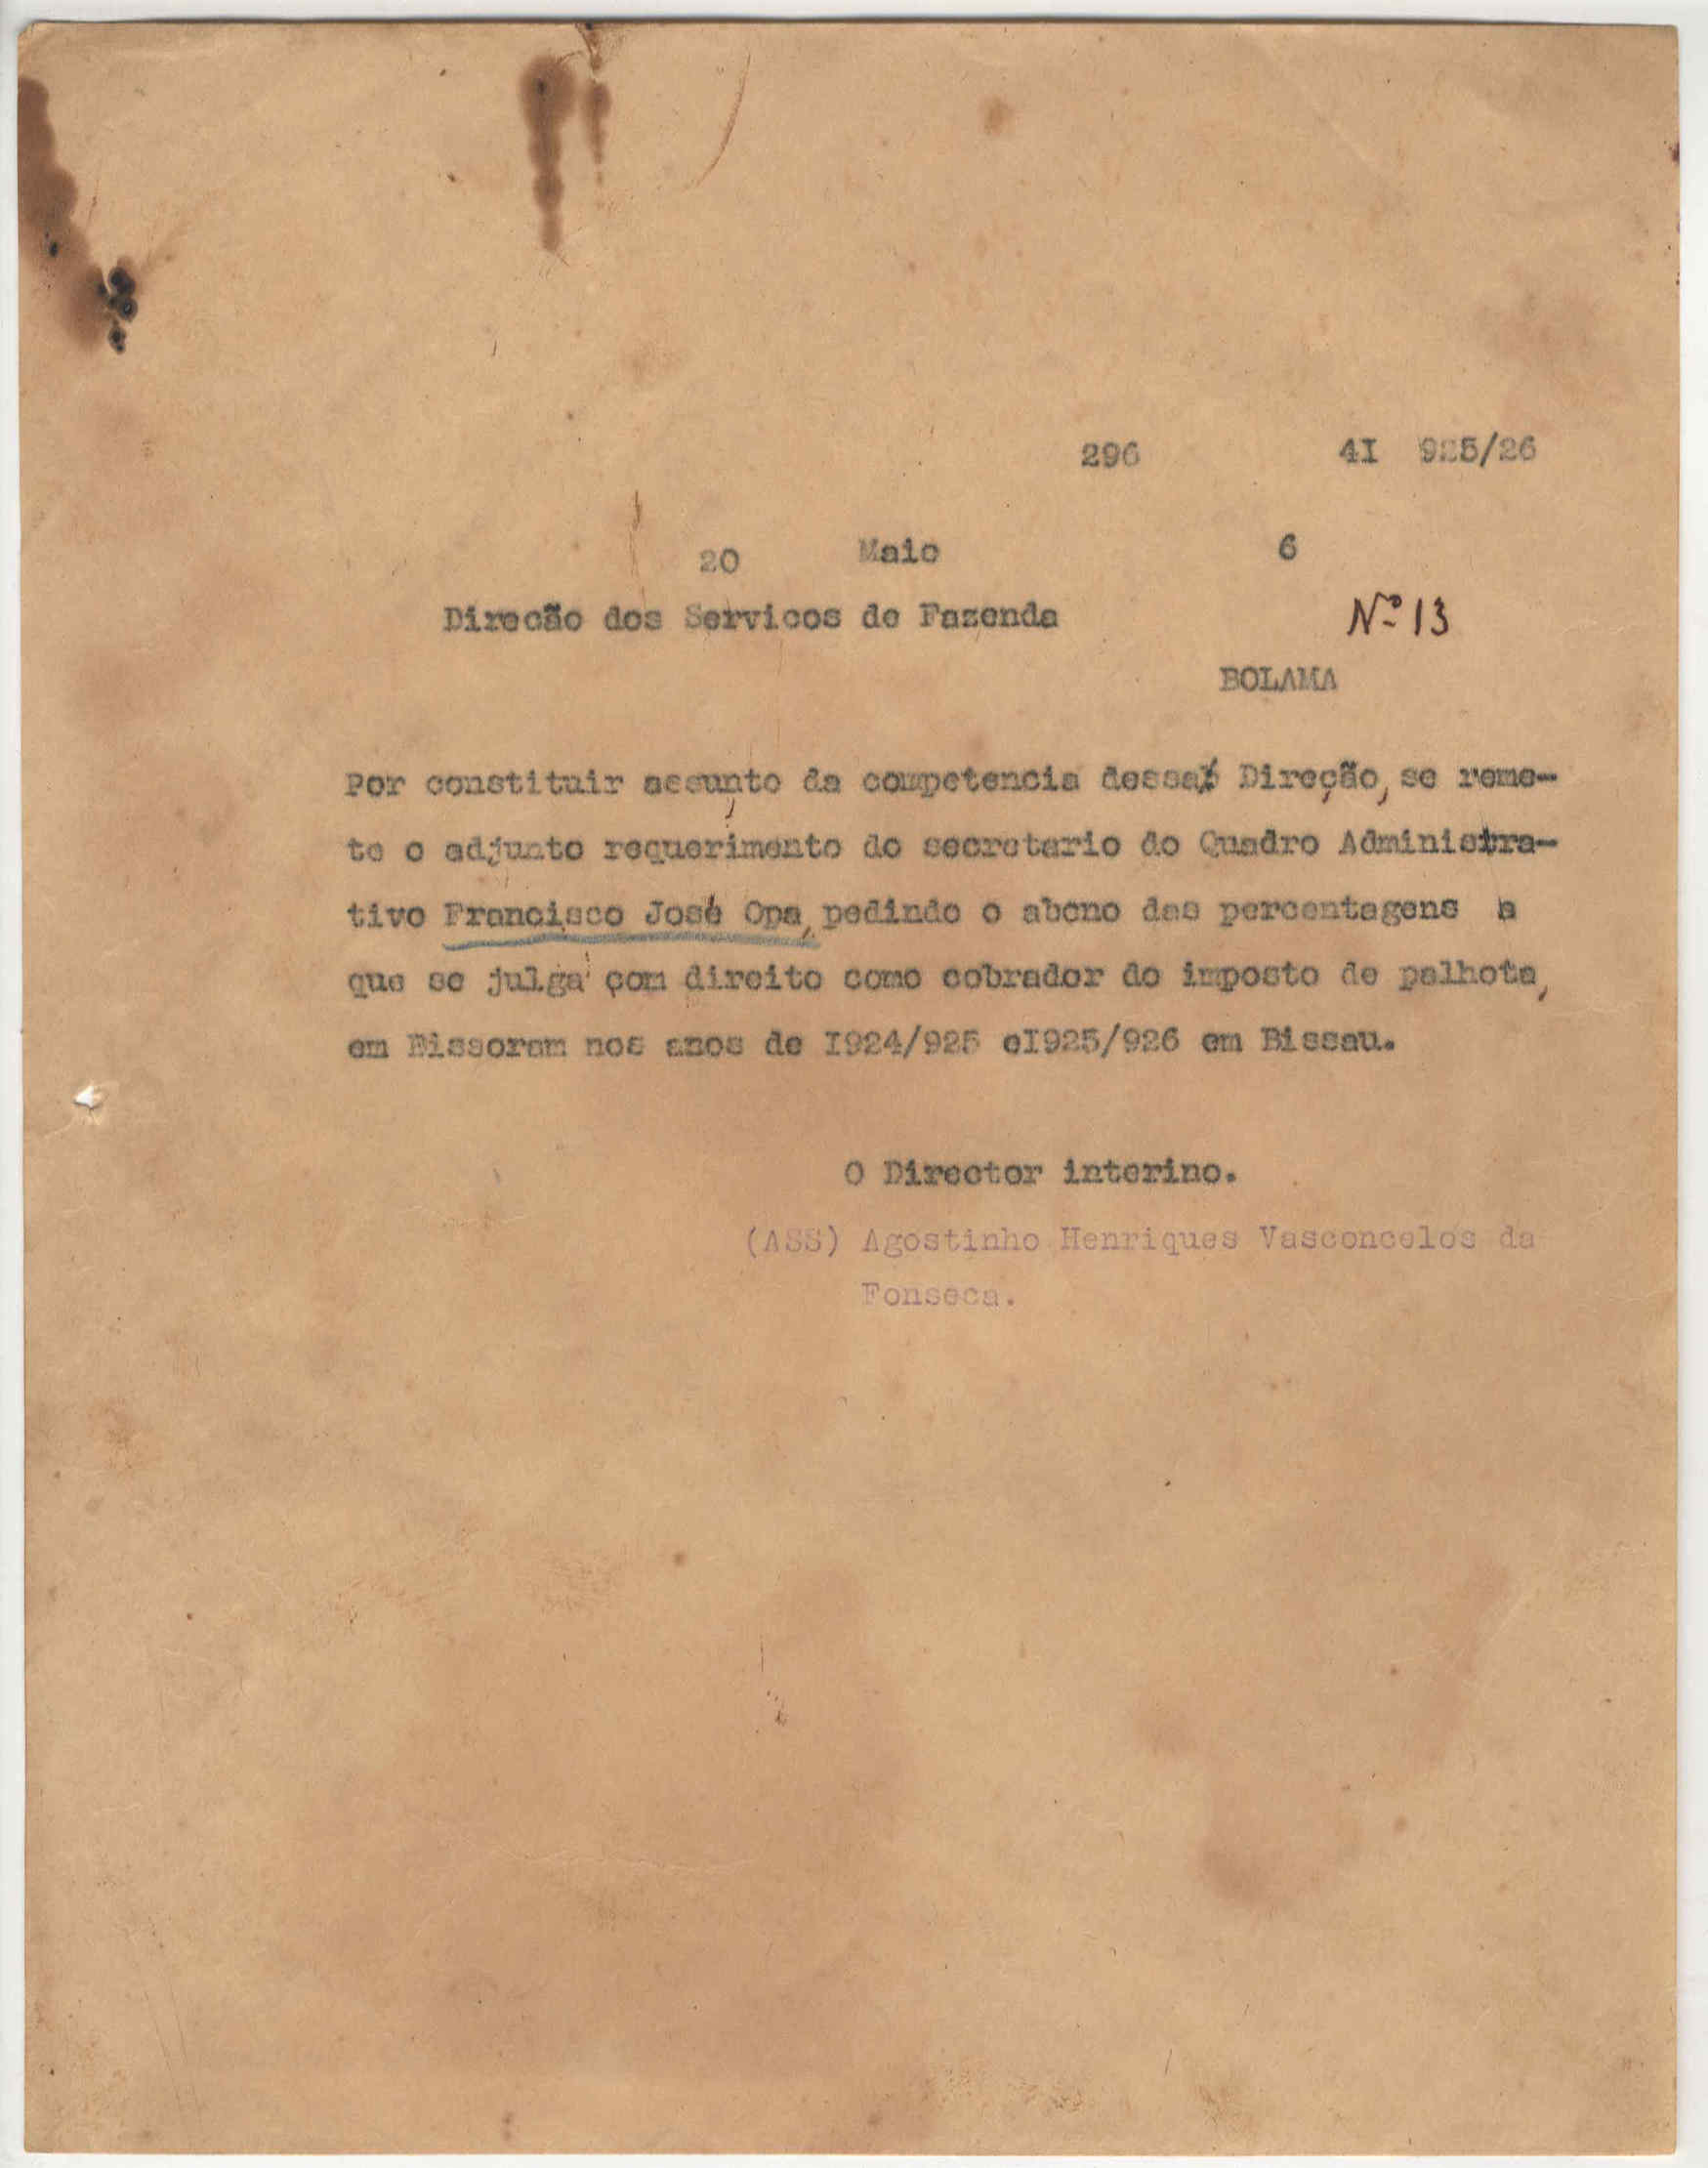 296 4I 925/26
20 Maio 6
Direcão dos Servicos de Fazenda
Nº 13
BOLAMA
Por constituir assunto da competencia dessa Direção, se reme-
te o adjunto requerimento do secretario do Quadro Administra-
tivo Francisco José Opa, pedindo o abono das percentagens a
que se julga com direito como cobrador do imposto de palhota,
em Bissoram nos anos de I924/925 eI925/926 em Bissau.
O Director interino.
(ASS) Agostinho Henriques Vasconcelos da
Fonseca.